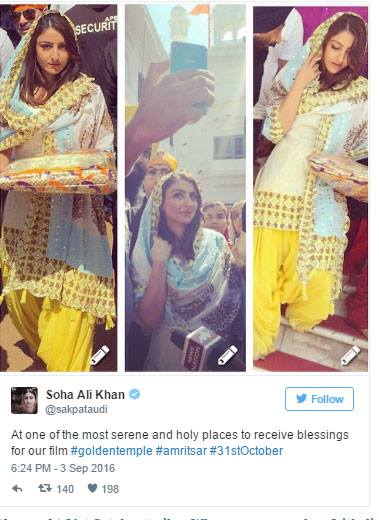 SECURIT
Soha Ali Khan
@sakpataudi
Follow
At one of the most serene and holy places to receive blessings
for our film #goldentemple #amritsar #31stOctober
6:24 PM - 3 Sep 2016
140 198